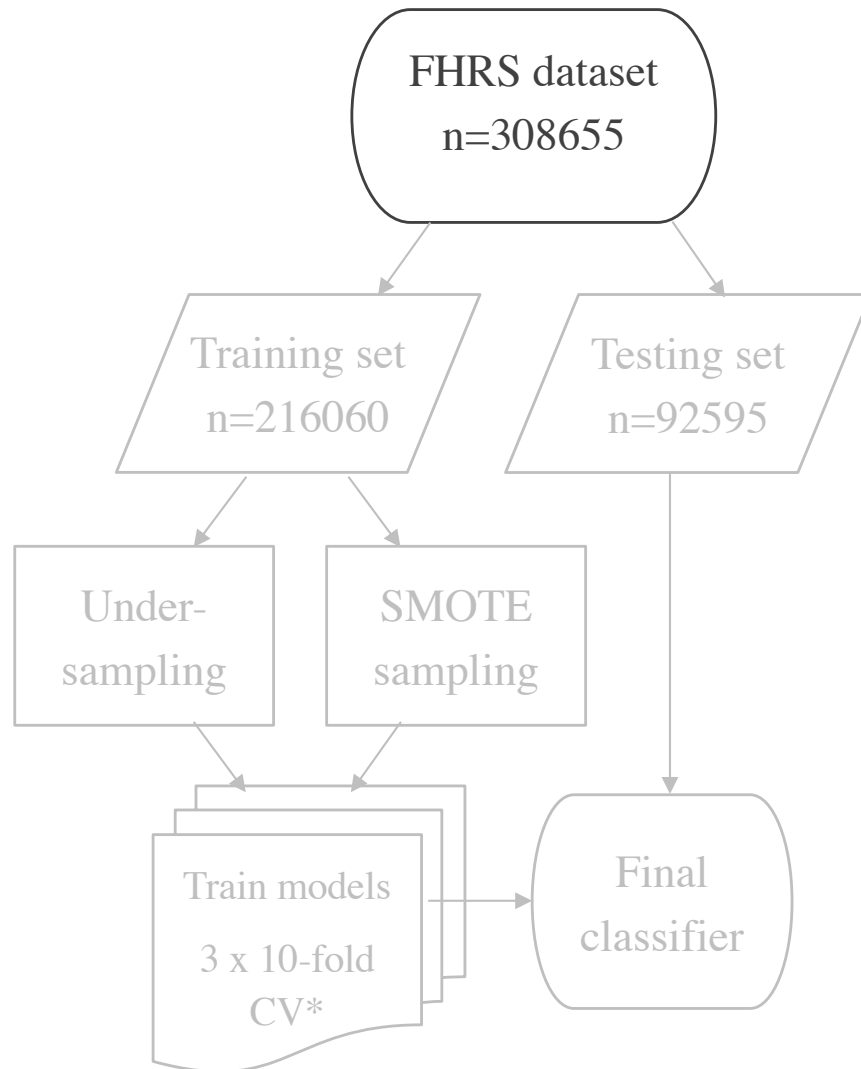 FHRS dataset
n=308655
Training set
n=216060
Testing set
n=92595
Under-
sampling
SMOTE
sampling
Train models
3 x 10-fold
CV*
Final
classifier